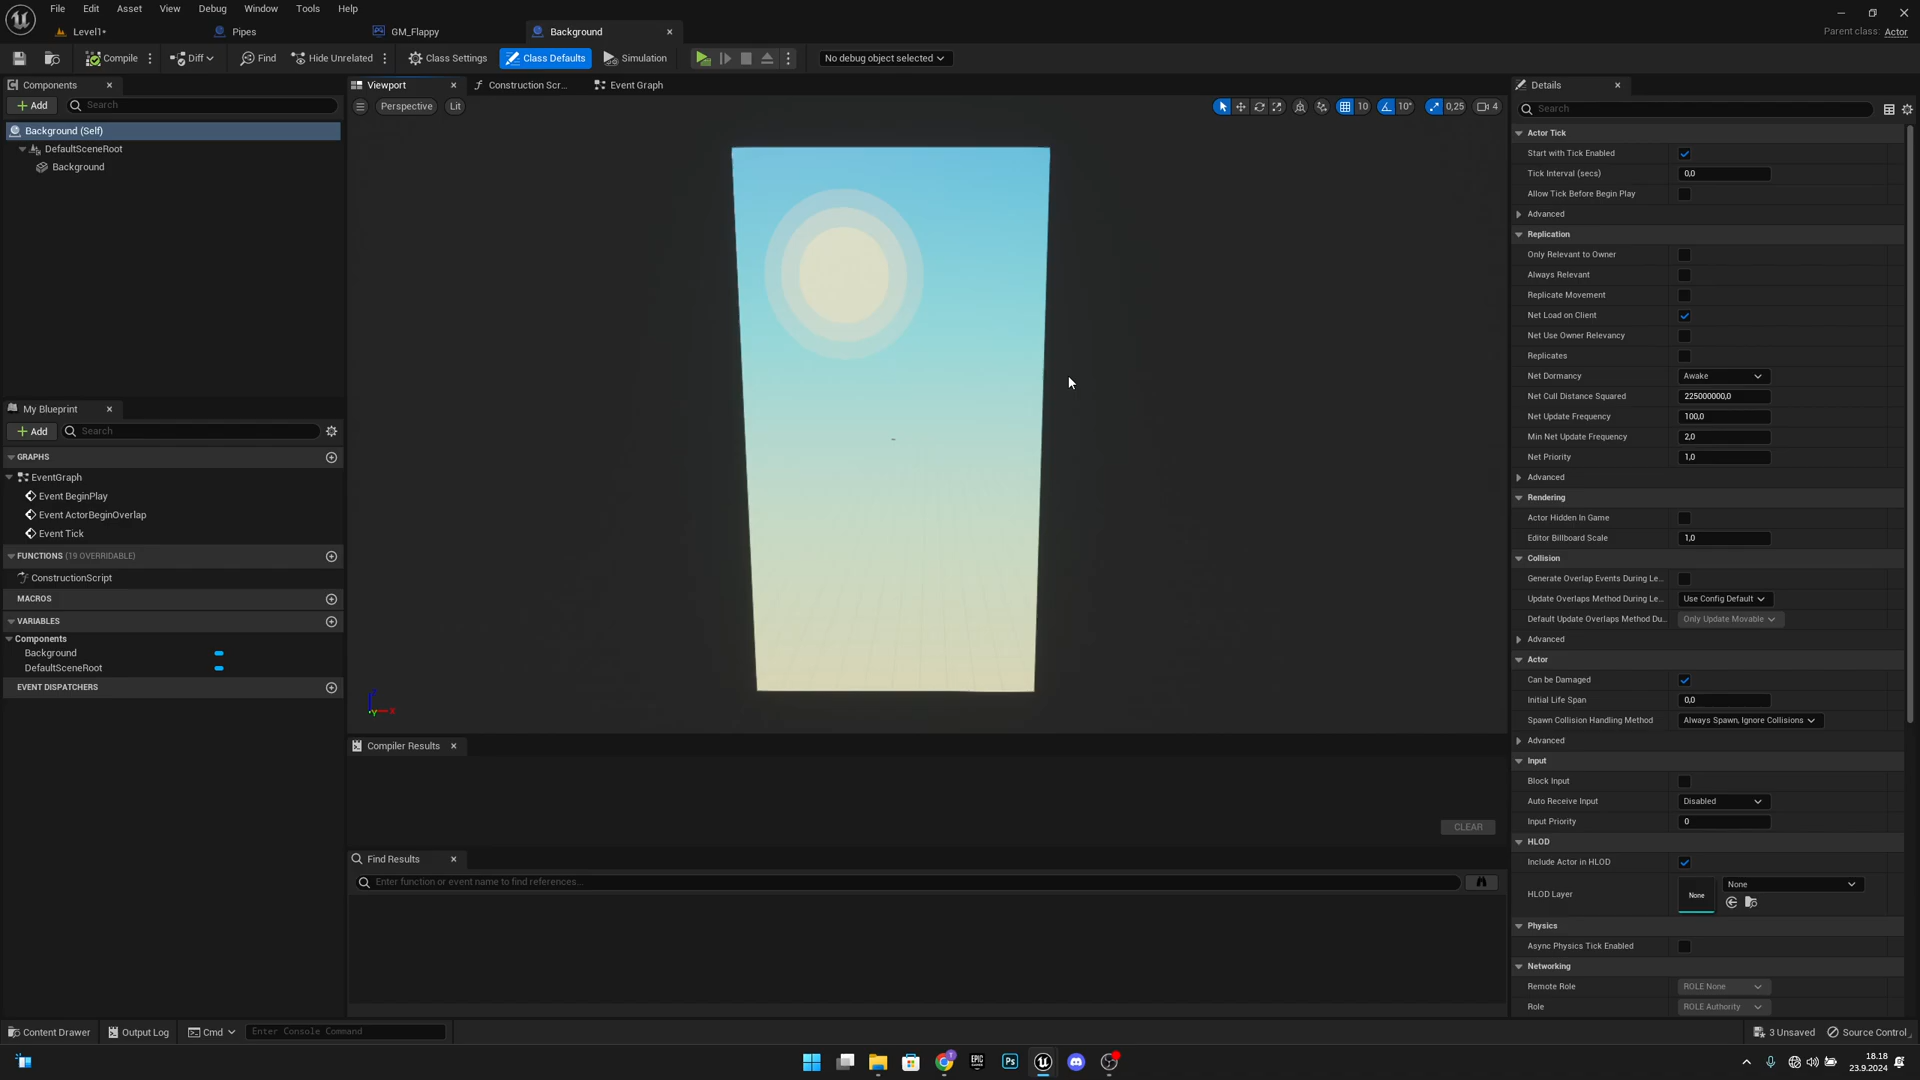 File Edit Asset View Debug Window Tools Help
Level1* Pipes GM_Flappy Background
Parent class: Actor
Compile Diff Find Hide Unrelated Class Settings Class Defaults Simulation No debug object selected
Components
Add Search
Background (Self)
DefaultSceneRoot
Background
My Blueprint
Add Search
GRAPHS
EventGraph
Event BeginPlay
Event ActorBeginOverlap
Event Tick
FUNCTIONS (19 OVERRIDABLE)
ConstructionScript
MACROS
VARIABLES
Components
Background
DefaultSceneRoot
EVENT DISPATCHERS
Viewport Construction Scr... Event Graph
Perspective Lit 10 10° 0,25 4
Z
X
Y
Compiler Results
CLEAR
Find Results
Enter function or event name to find references...
Details
Search
Actor Tick
Start with Tick Enabled
Tick Interval (secs) 0,0
Allow Tick Before Begin Play
Advanced
Replication
Only Relevant to Owner
Always Relevant
Replicate Movement
Net Load on Client
Net Use Owner Relevancy
Replicates
Net Dormancy Awake
Net Cull Distance Squared 225000000,0
Net Update Frequency 100,0
Min Net Update Frequency 2,0
Net Priority 1,0
Advanced
Rendering
Actor Hidden In Game
Editor Billboard Scale 1,0
Collision
Generate Overlap Events During Le...
Update Overlaps Method During Le... Use Config Default
Default Update Overlaps Method Du... Only Update Movable
Advanced
Actor
Can be Damaged
Initial Life Span 0,0
Spawn Collision Handling Method Always Spawn, Ignore Collisions
Advanced
Input
Block Input
Auto Receive Input Disabled
Input Priority 0
HLOD
Include Actor in HLOD
HLOD Layer None None
Physics
Async Physics Tick Enabled
Networking
Remote Role ROLE None
Role ROLE Authority
Content Drawer Output Log Cmd Enter Console Command
3 Unsaved Source Control
EPIC Ps
18.18
23.9.2024